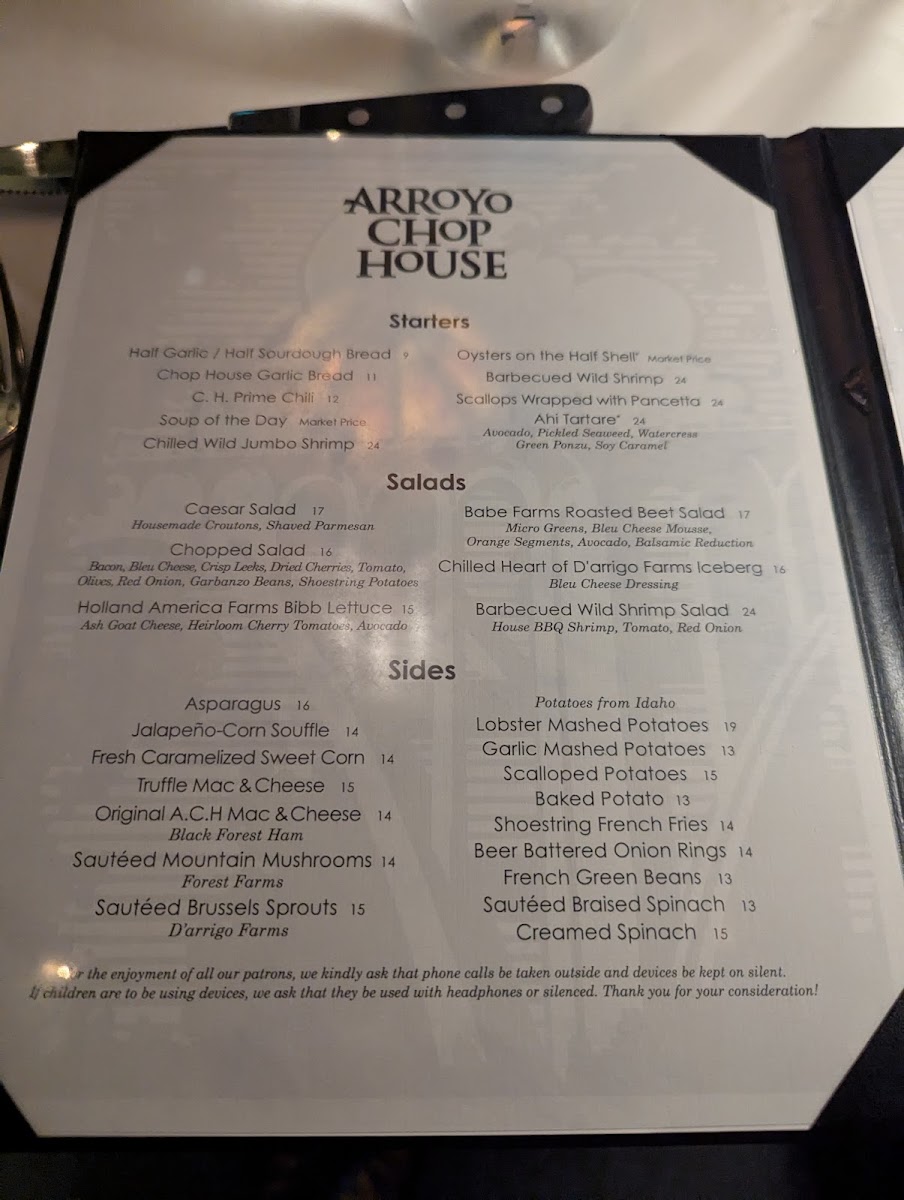 ARROYO
CHOP
HOUSE
Starters
Half Garlic / Half Sourdough Bread 9
Chop House Garlic Bread 11
C. H. Prime Chili 12
Soup of the Day Market Price
Chilled Wild Jumbo Shrimp 24
Oysters on the Half Shell* Market Price
Barbecued Wild Shrimp 24
Scallops Wrapped with Pancetta 24
Ahi Tartare* 24
Avocado, Pickled Seaweed, Watercress
Green Ponzu, Soy Caramel
Salads
Caesar Salad 17
Housemade Croutons, Shaved Parmesan
Chopped Salad 16
Bacon, Bleu Cheese, Crisp Leeks, Dried Cherries, Tomato,
Olives, Red Onion, Garbanzo Beans, Shoestring Potatoes
Holland America Farms Bibb Lettuce 15
Ash Goat Cheese, Heirloom Cherry Tomatoes, Avocado
Babe Farms Roasted Beet Salad 17
Micro Greens, Bleu Cheese Mousse,
Orange Segments, Avocado, Balsamic Reduction
Chilled Heart of D'arrigo Farms Iceberg 16
Bleu Cheese Dressing
Barbecued Wild Shrimp Salad 24
House BBQ Shrimp, Tomato, Red Onion
Sides
Asparagus 16
Jalapeño-Corn Souffle 14
Fresh Caramelized Sweet Corn 14
Truffle Mac & Cheese 15
Original A.C.H Mac & Cheese 14
Black Forest Ham
Sautéed Mountain Mushrooms 14
Forest Farms
Sautéed Brussels Sprouts 15
D'arrigo Farms
Potatoes from Idaho
Lobster Mashed Potatoes 19
Garlic Mashed Potatoes 13
Scalloped Potatoes 15
Baked Potato 13
Shoestring French Fries 14
Beer Battered Onion Rings 14
French Green Beans 13
Sautéed Braised Spinach 13
Creamed Spinach 15
For the enjoyment of all our patrons, we kindly ask that phone calls be taken outside and devices be kept on silent.
If children are to be using devices, we ask that they be used with headphones or silenced. Thank you for your consideration!